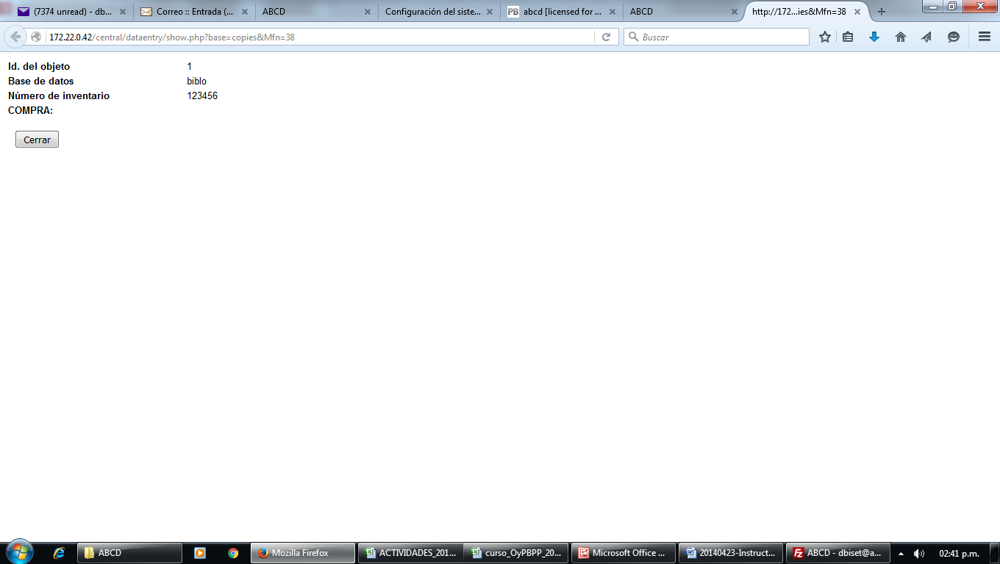 (7374 unread) - db...
Correo :: Entrada (...
ABCD
Configuración del siste...
PB abcd [licensed for ...
ABCD
http://172...ies&Mfn=38
172.22.0.42/central/dataentry/show.php?base=copies&Mfn=38
Buscar
Id. del objeto 1
Base de datos biblo
Número de inventario 123456
COMPRA:
Cerrar
ABCD
Mozilla Firefox
ACTIVIDADES_201...
curso_OyPBPP_20...
Microsoft Office ...
20140423-Instruct...
Fz ABCD - dbiset@a...
02:41 p.m.